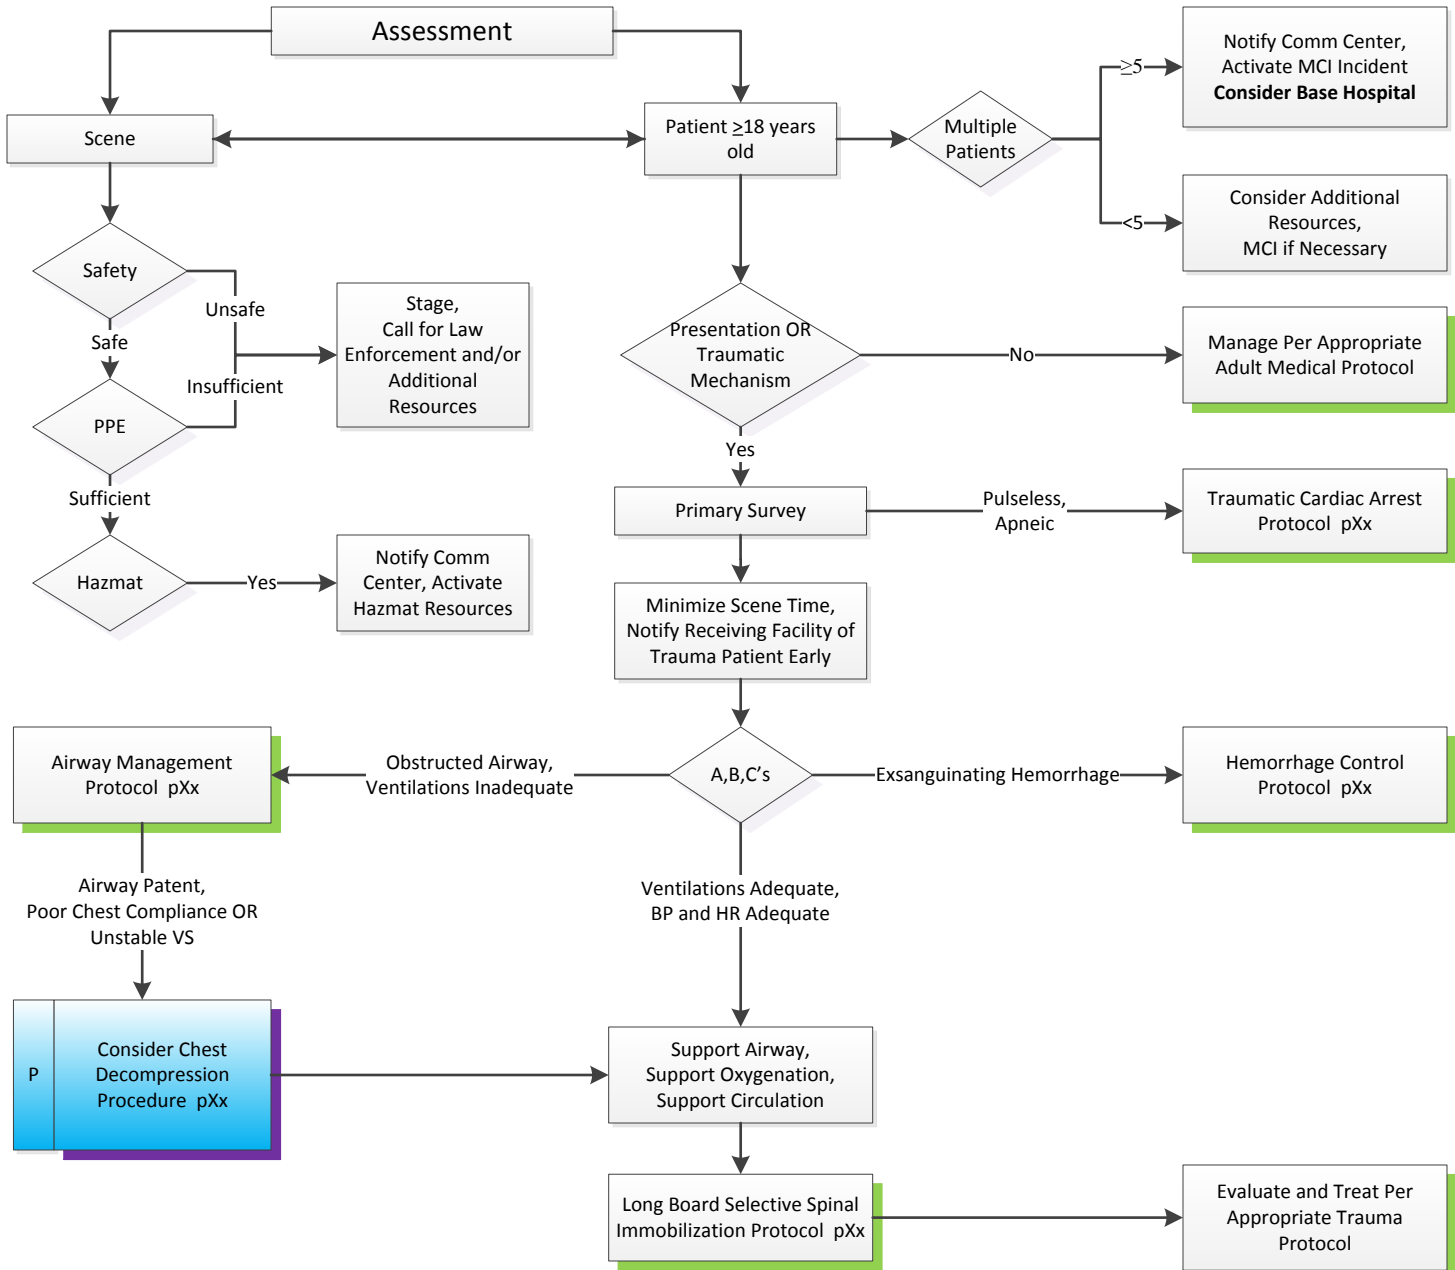 Assessment
Scene
Patient ≥18 years
old
Multiple
Patients
≥5
Notify Comm Center,
Activate MCI Incident
Consider Base Hospital
<5
Consider Additional
Resources,
MCI if Necessary
Safety
Unsafe
Safe
Stage,
Call for Law
Enforcement and/or
Additional
Resources
Insufficient
PPE
Sufficient
Hazmat
Yes
Notify Comm
Center, Activate
Hazmat Resources
Presentation OR
Traumatic
Mechanism
No
Manage Per Appropriate
Adult Medical Protocol
Yes
Primary Survey
Pulseless,
Apneic
Traumatic Cardiac Arrest
Protocol pXx
Minimize Scene Time,
Notify Receiving Facility of
Trauma Patient Early
A,B,C’s
Obstructed Airway,
Ventilations Inadequate
Airway Management
Protocol pXx
Exsanguinating Hemorrhage
Hemorrhage Control
Protocol pXx
Airway Patent,
Poor Chest Compliance OR
Unstable VS
Ventilations Adequate,
BP and HR Adequate
P
Consider Chest
Decompression
Procedure pXx
Support Airway,
Support Oxygenation,
Support Circulation
Long Board Selective Spinal
Immobilization Protocol pXx
Evaluate and Treat Per
Appropriate Trauma
Protocol